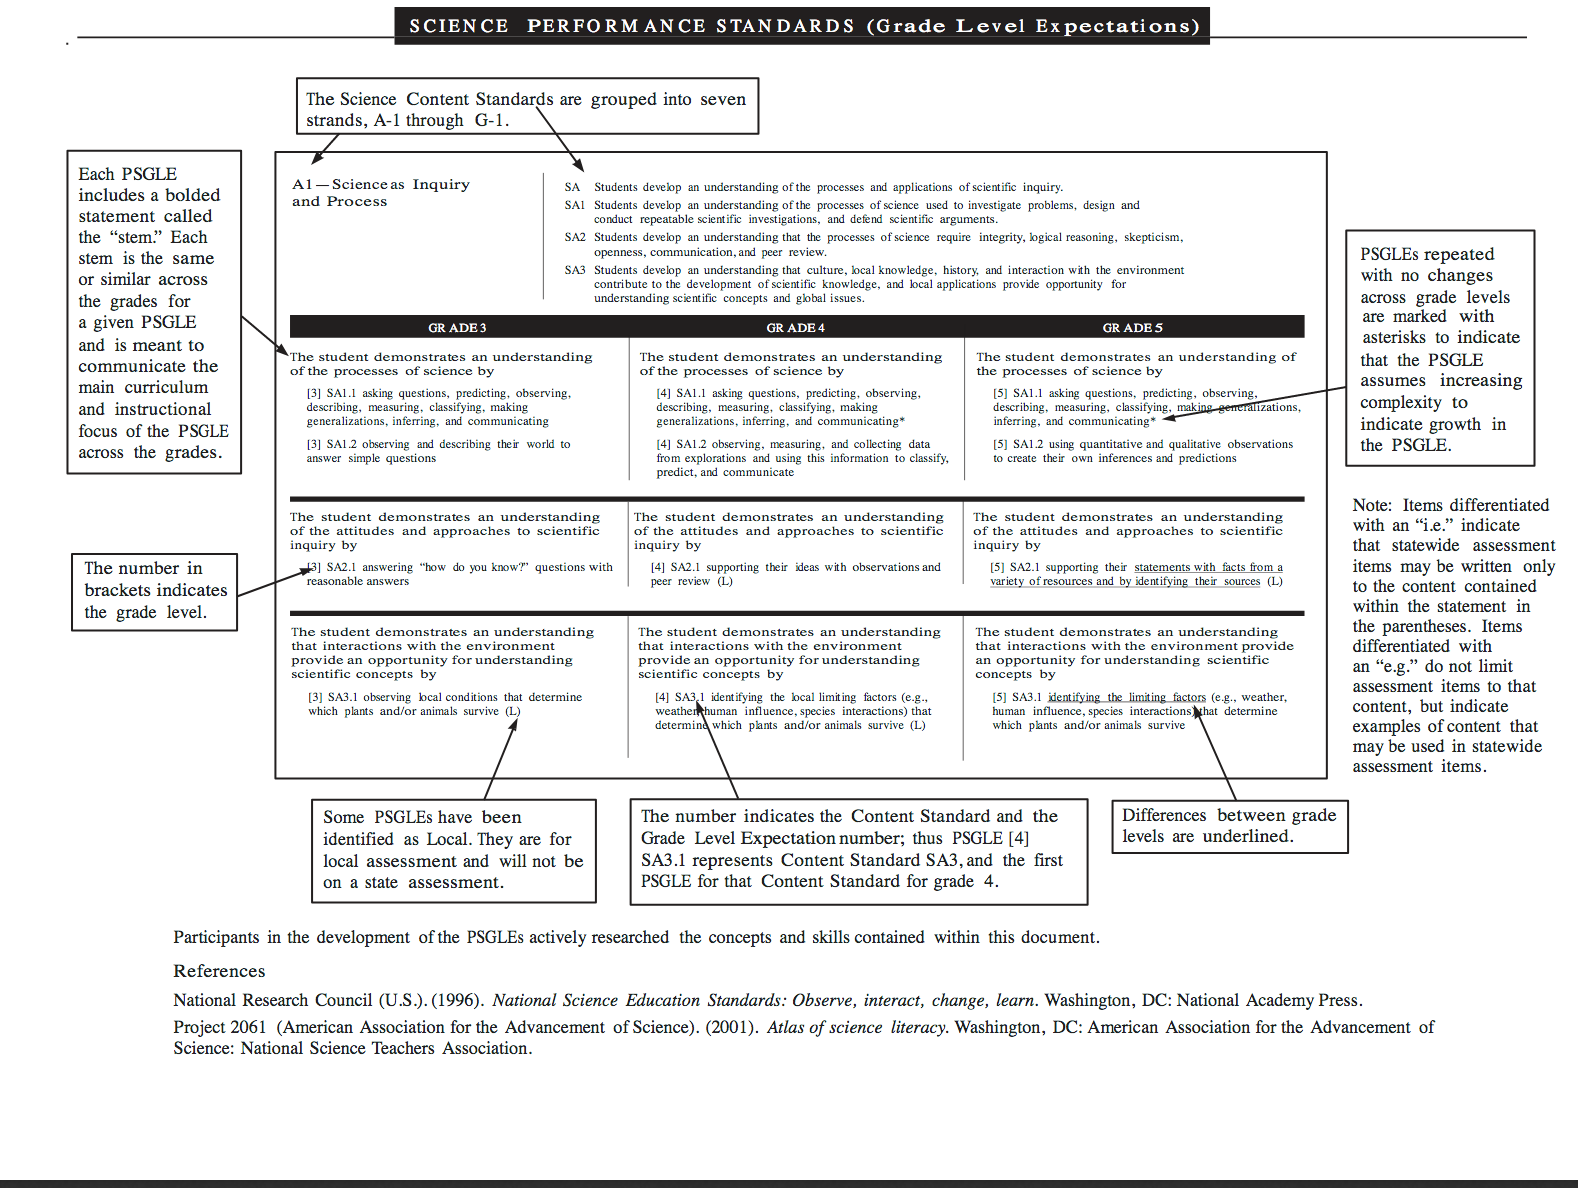 SCIENCE PERFORMANCE STANDARDS (Grade Level Expectations)
The Science Content Standards are grouped into seven
strands, A-1 through G-1.
Each PSGLE
includes a bolded
statement called
the “stem.” Each
stem is the same
or similar across
the grades for
a given PSGLE
and is meant to
communicate the
main curriculum
and instructional
focus of the PSGLE
across the grades.
A1—Science as Inquiry
and Process
SA Students develop an understanding of the processes and applications of scientific inquiry.
SA1 Students develop an understanding of the processes of science used to investigate problems, design and
conduct repeatable scientific investigations, and defend scientific arguments.
SA2 Students develop an understanding that the processes of science require integrity, logical reasoning, skepticism,
openness, communication, and peer review.
SA3 Students develop an understanding that culture, local knowledge, history, and interaction with the environment
contribute to the development of scientific knowledge, and local applications provide opportunity for
understanding scientific concepts and global issues.
GRADE 3
GRADE 4
GRADE 5
The student demonstrates an understanding
of the processes of science by
[3] SA1.1 asking questions, predicting, observing,
describing, measuring, classifying, making
generalizations, inferring, and communicating
[3] SA1.2 observing and describing their world to
answer simple questions
The student demonstrates an understanding
of the processes of science by
[4] SA1.1 asking questions, predicting, observing,
describing, measuring, classifying, making
generalizations, inferring, and communicating*
[4] SA1.2 observing, measuring, and collecting data
from explorations and using this information to classify,
predict, and communicate
The student demonstrates an understanding of
the processes of science by
[5] SA1.1 asking questions, predicting, observing,
describing, measuring, classifying, making generalizations,
inferring, and communicating*
[5] SA1.2 using quantitative and qualitative observations
to create their own inferences and predictions
The student demonstrates an understanding
of the attitudes and approaches to scientific
inquiry by
[3] SA2.1 answering “how do you know?” questions with
reasonable answers
The student demonstrates an understanding
of the attitudes and approaches to scientific
inquiry by
[4] SA2.1 supporting their ideas with observations and
peer review (L)
The student demonstrates an understanding
of the attitudes and approaches to scientific
inquiry by
[5] SA2.1 supporting their statements with facts from a
variety of resources and by identifying their sources (L)
The student demonstrates an understanding
that interactions with the environment
provide an opportunity for understanding
scientific concepts by
[3] SA3.1 observing local conditions that determine
which plants and/or animals survive (L)
The student demonstrates an understanding
that interactions with the environment
provide an opportunity for understanding
scientific concepts by
[4] SA3.1 identifying the local limiting factors (e.g.,
weather, human influence, species interactions) that
determine which plants and/or animals survive (L)
The student demonstrates an understanding
that interactions with the environment provide
an opportunity for understanding scientific
concepts by
[5] SA3.1 identifying the limiting factors (e.g., weather,
human influence, species interactions) that determine
which plants and/or animals survive
PSGLEs repeated
with no changes
across grade levels
are marked with
asterisks to indicate
that the PSGLE
assumes increasing
complexity to
indicate growth in
the PSGLE.
Note: Items differentiated
with an “i.e.” indicate
that statewide assessment
items may be written only
to the content contained
within the statement in
the parentheses. Items
differentiated with
an “e.g.” do not limit
assessment items to that
content, but indicate
examples of content that
may be used in statewide
assessment items.
The number in
brackets indicates
the grade level.
Some PSGLEs have been
identified as Local. They are for
local assessment and will not be
on a state assessment.
The number indicates the Content Standard and the
Grade Level Expectation number; thus PSGLE [4]
SA3.1 represents Content Standard SA3, and the first
PSGLE for that Content Standard for grade 4.
Differences between grade
levels are underlined.
Participants in the development of the PSGLEs actively researched the concepts and skills contained within this document.
References
National Research Council (U.S.). (1996). National Science Education Standards: Observe, interact, change, learn. Washington, DC: National Academy Press.
Project 2061 (American Association for the Advancement of Science). (2001). Atlas of science literacy. Washington, DC: American Association for the Advancement of
Science: National Science Teachers Association.